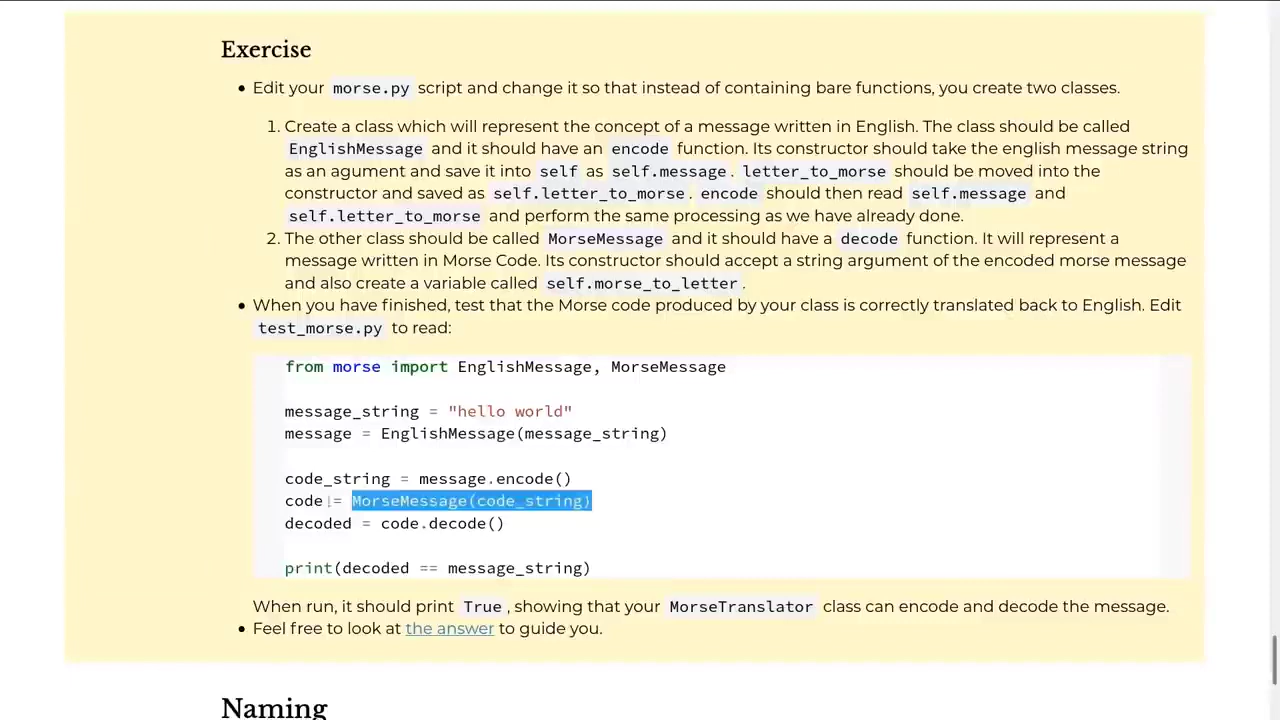 Exercise
Edit your morse.py script and change it so that instead of containing bare functions, you create two classes.
1. Create a class which will represent the concept of a message written in English. The class should be called
EnglishMessage and it should have an encode function. Its constructor should take the english message string
as an agument and save it into self as self.message. letter_to_morse should be moved into the
constructor and saved as self.letter_to_morse. encode should then read self.message and
self.letter_to_morse and perform the same processing as we have already done.
2. The other class should be called MorseMessage and it should have a decode function. It will represent a
message written in Morse Code. Its constructor should accept a string argument of the encoded morse message
and also create a variable called self.morse_to_letter.
When you have finished, test that the Morse code produced by your class is correctly translated back to English. Edit
test_morse.py to read:
from morse import EnglishMessage, MorseMessage
message_string = "hello world"
message = EnglishMessage(message_string)
code_string = message.encode()
code = MorseMessage(code_string)
decoded = code.decode()
print(decoded == message_string)
When run, it should print True, showing that your MorseTranslator class can encode and decode the message.
Feel free to look at the answer to guide you.
Naming